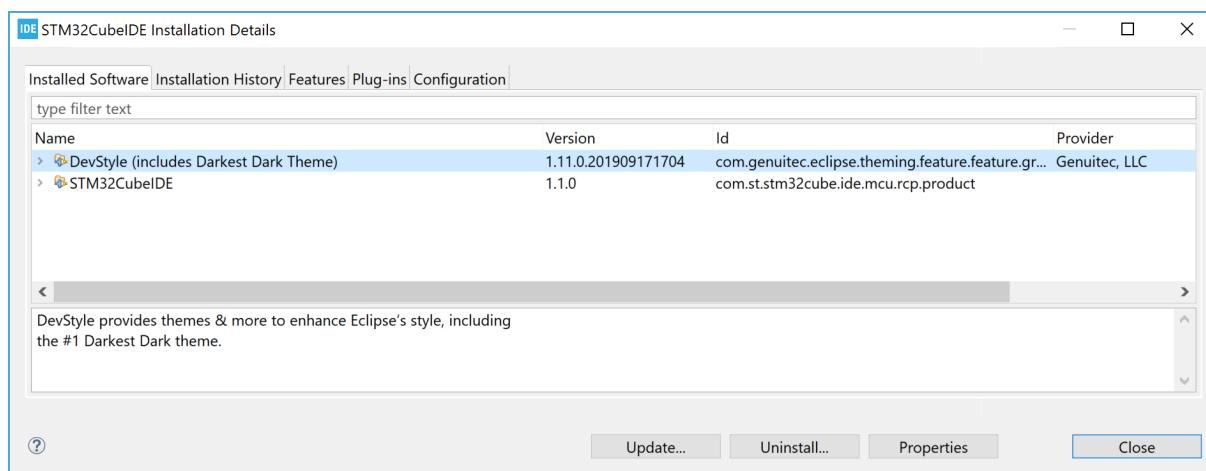 IDE STM32CubeIDE Installation Details
Installed Software Installation History Features Plug-ins Configuration
type filter text
Name Version Id Provider
DevStyle (includes Darkest Dark Theme) 1.11.0.201909171704 com.genuitec.eclipse.theming.feature.feature.gr... Genuitec, LLC
STM32CubeIDE 1.1.0 com.st.stm32cube.ide.mcu.rcp.product
DevStyle provides themes & more to enhance Eclipse's style, including
the #1 Darkest Dark theme.
? Update... Uninstall... Properties Close